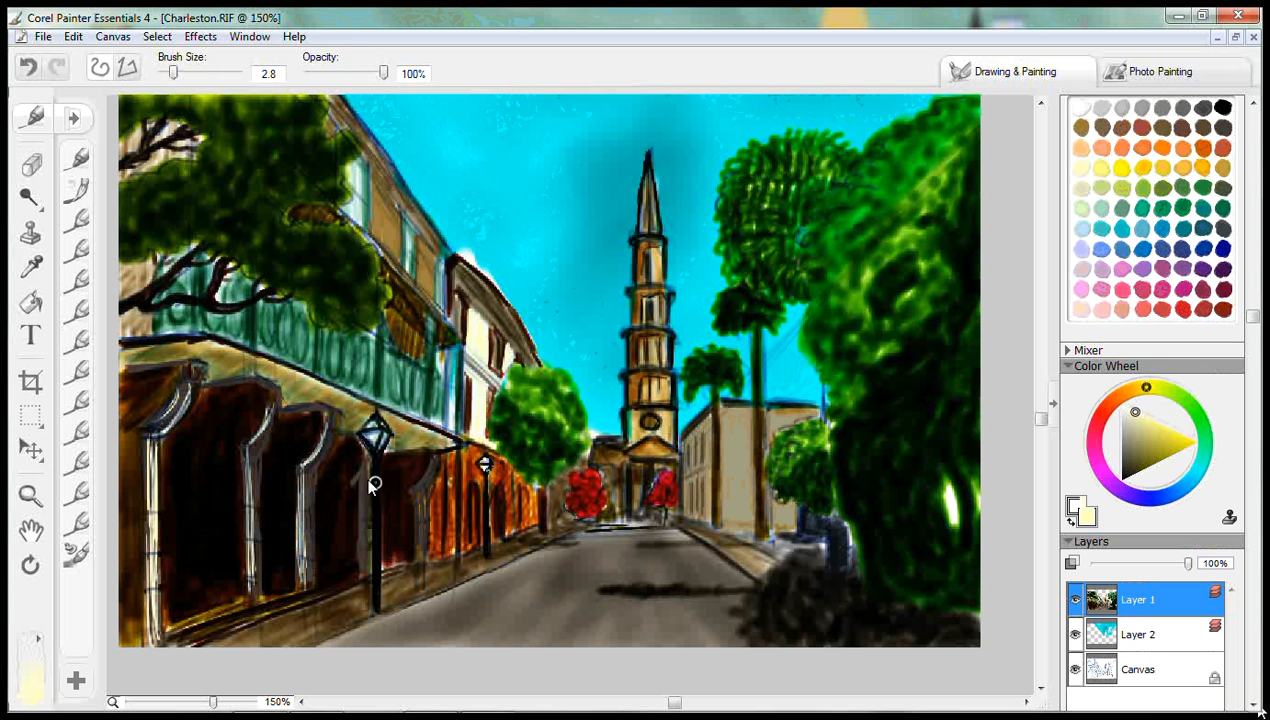 Corel Painter Essentials 4 - [Charleston.RIF @ 150%]
File Edit Canvas Select Effects Window Help
Brush Size: 2.8 Opacity: 100%
Drawing & Painting Photo Painting
T
Mixer
Color Wheel
Layers
100%
Layer 1
Layer 2
Canvas
150%